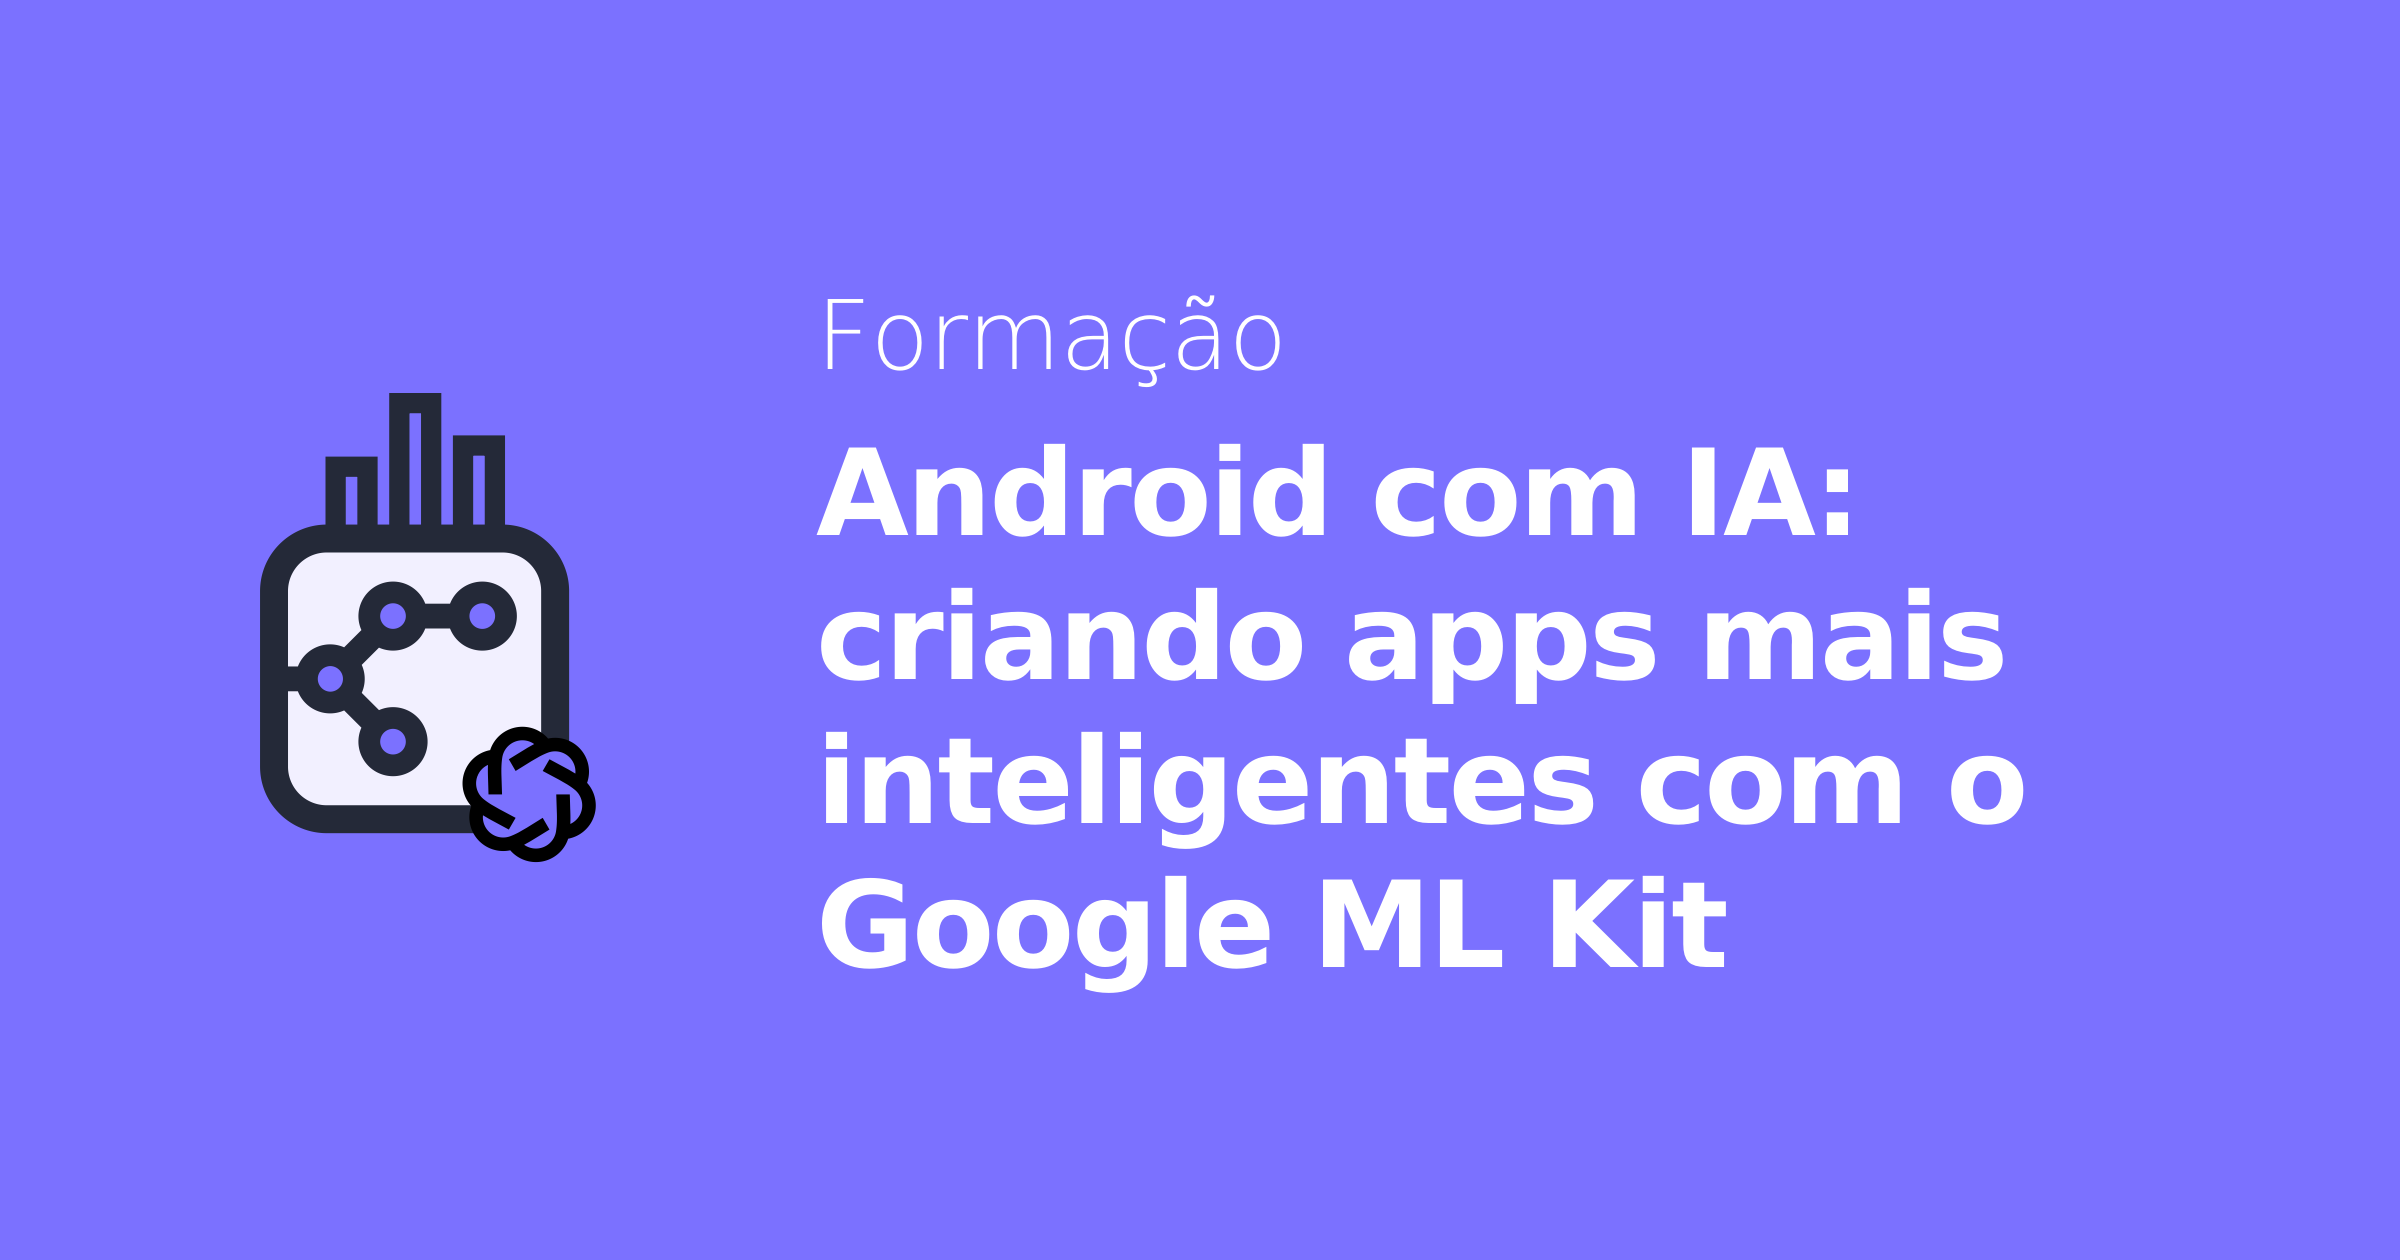 Formação
Android com IA:
criando apps mais
inteligentes com o
Google ML Kit